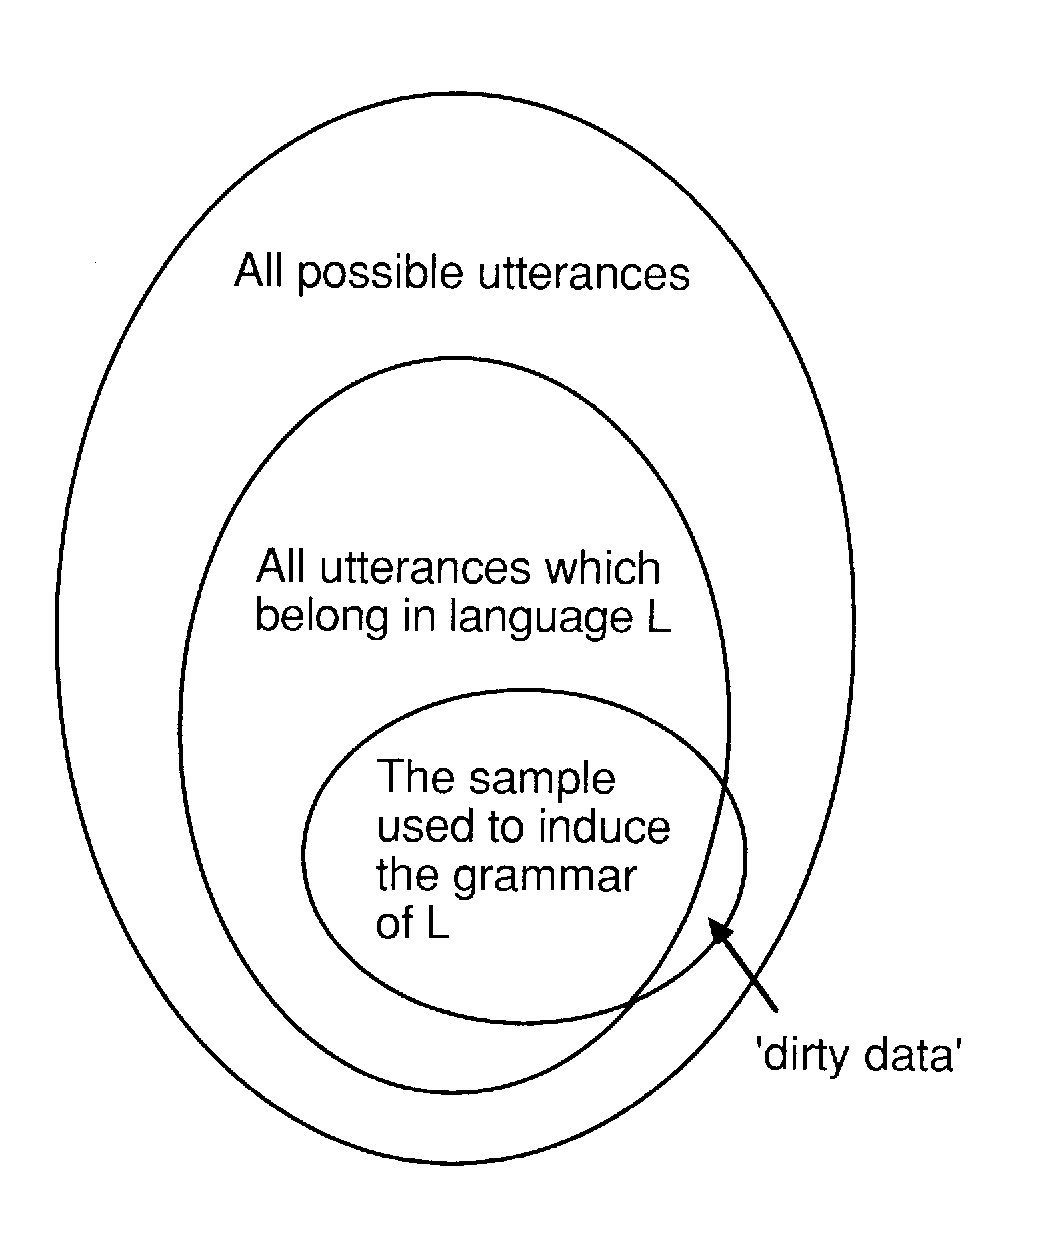 All possible utterances
All utterances which
belong in language L
The sample
used to induce
the grammar
of L
'dirty data'